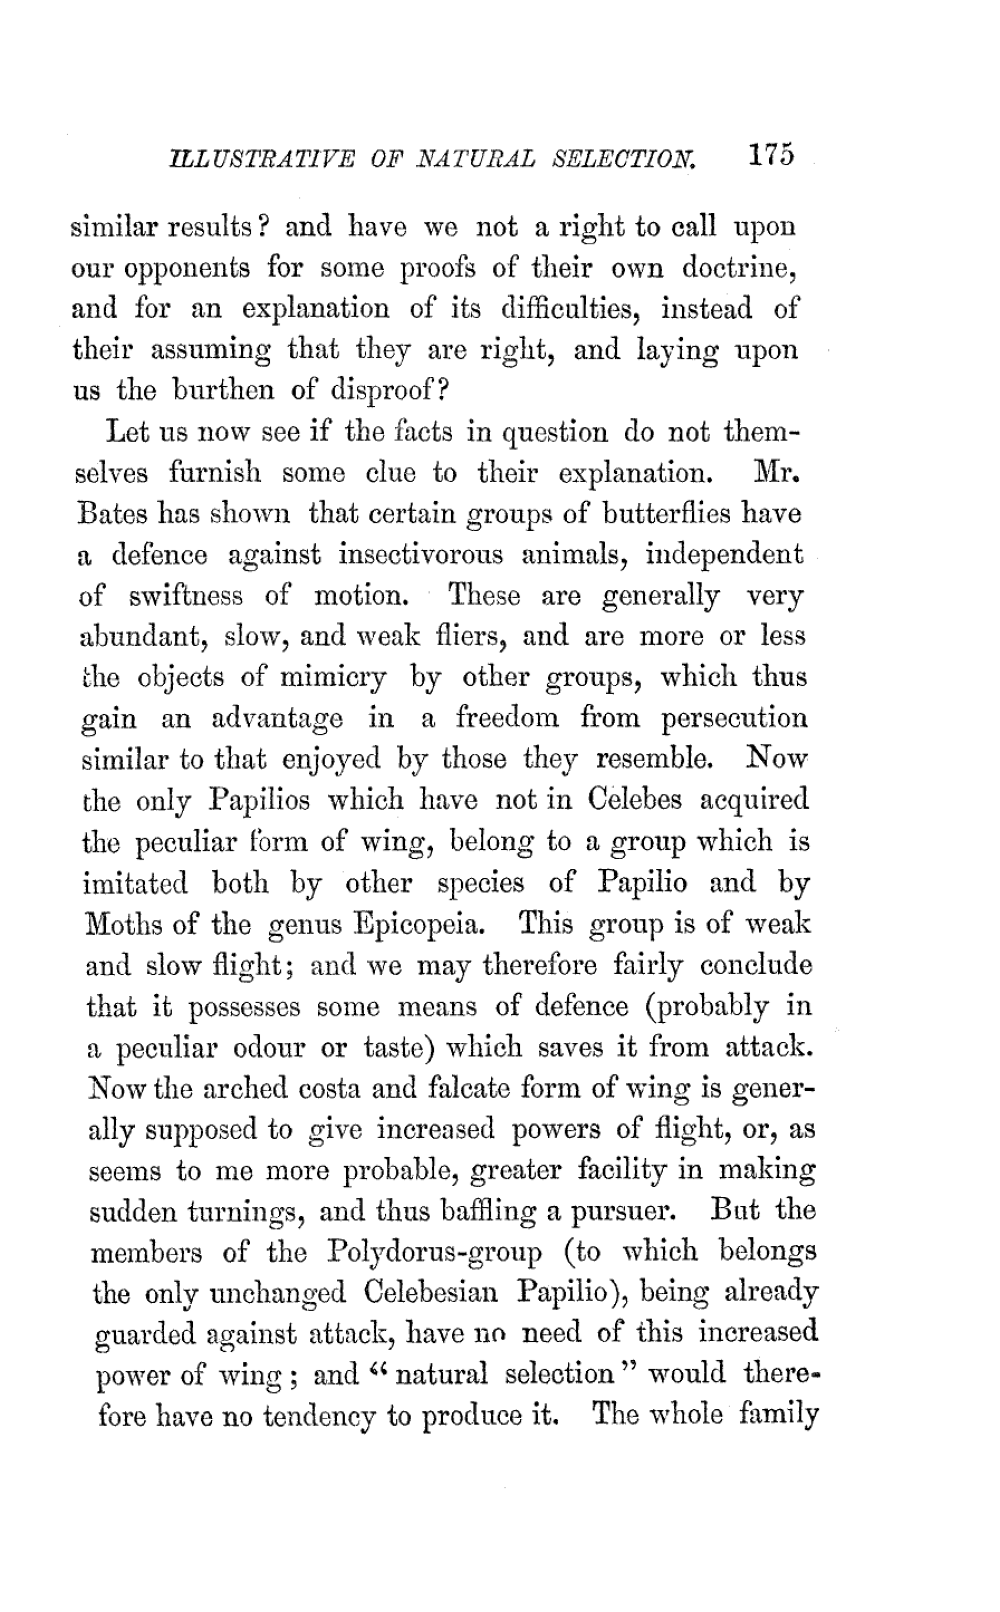 ILLUSTRATIVE OF NATURAL SELECTION. 175
similar results? and have we not a right to call upon
our opponents for some proofs of their own doctrine,
and for an explanation of its difficulties, instead of
their assuming that they are right, and laying upon
us the burthen of disproof?
Let us now see if the facts in question do not them-
selves furnish some clue to their explanation. Mr.
Bates has shown that certain groups of butterflies have
a defence against insectivorous animals, independent
of swiftness of motion. These are generally very
abundant, slow, and weak fliers, and are more or less
the objects of mimicry by other groups, which thus
gain an advantage in a freedom from persecution
similar to that enjoyed by those they resemble. Now
the only Papilios which have not in Celebes acquired
the peculiar form of wing, belong to a group which is
imitated both by other species of Papilio and by
Moths of the genus Epicopeia. This group is of weak
and slow flight; and we may therefore fairly conclude
that it possesses some means of defence (probably in
a peculiar odour or taste) which saves it from attack.
Now the arched costa and falcate form of wing is gener-
ally supposed to give increased powers of flight, or, as
seems to me more probable, greater facility in making
sudden turnings, and thus baffling a pursuer. But the
members of the Polydorus-group (to which belongs
the only unchanged Celebesian Papilio), being already
guarded against attack, have no need of this increased
power of wing; and "natural selection" would there-
fore have no tendency to produce it. The whole family